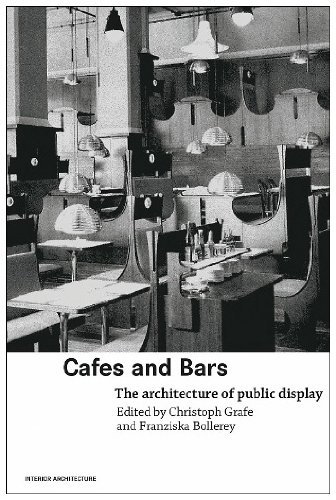 Cafes and Bars
The architecture of public display
Edited by Christoph Grafe
and Franziska Bollerey
INTERIOR ARCHITECTURE